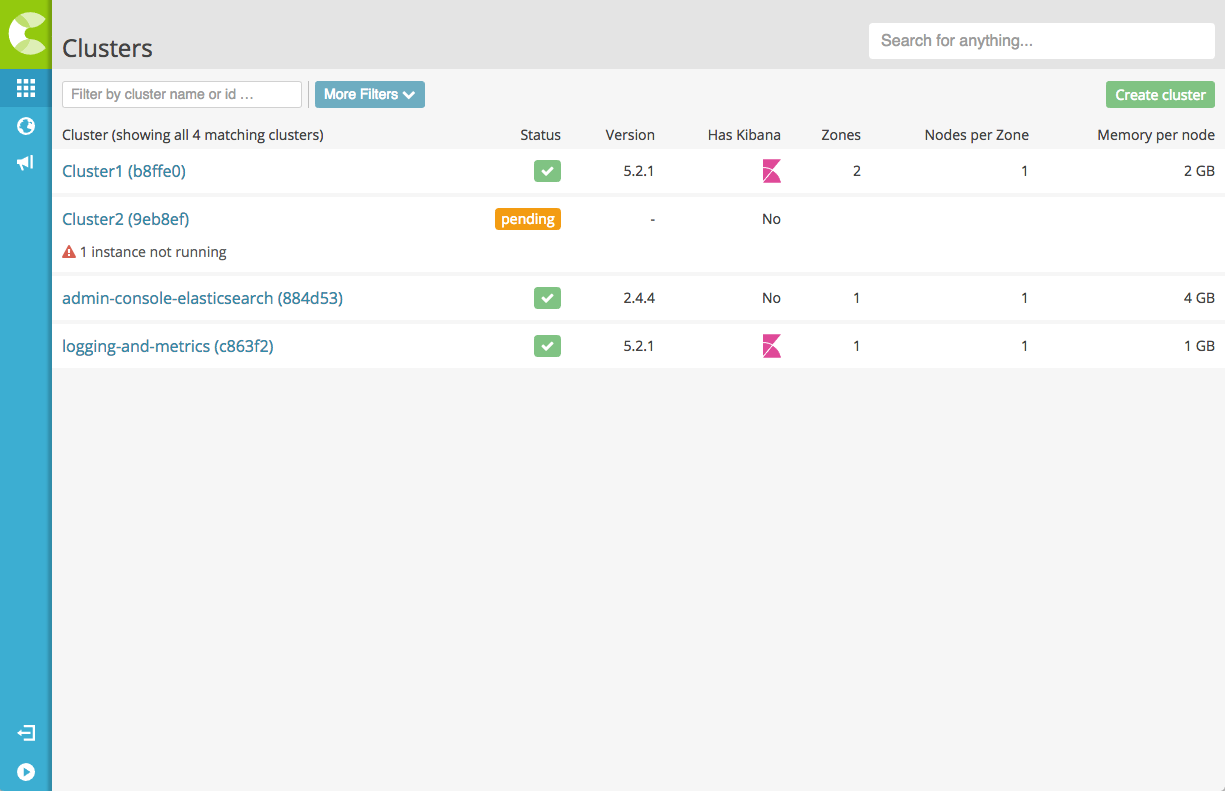 Clusters
Search for anything...
Filter by cluster name or id ...
More Filters
Create cluster
Cluster (showing all 4 matching clusters) Status Version Has Kibana Zones Nodes per Zone Memory per node
Cluster1 (b8ffe0) 5.2.1 2 1 2 GB
Cluster2 (9eb8ef) pending - No
1 instance not running
admin-console-elasticsearch (884d53) 2.4.4 No 1 1 4 GB
logging-and-metrics (c863f2) 5.2.1 1 1 1 GB